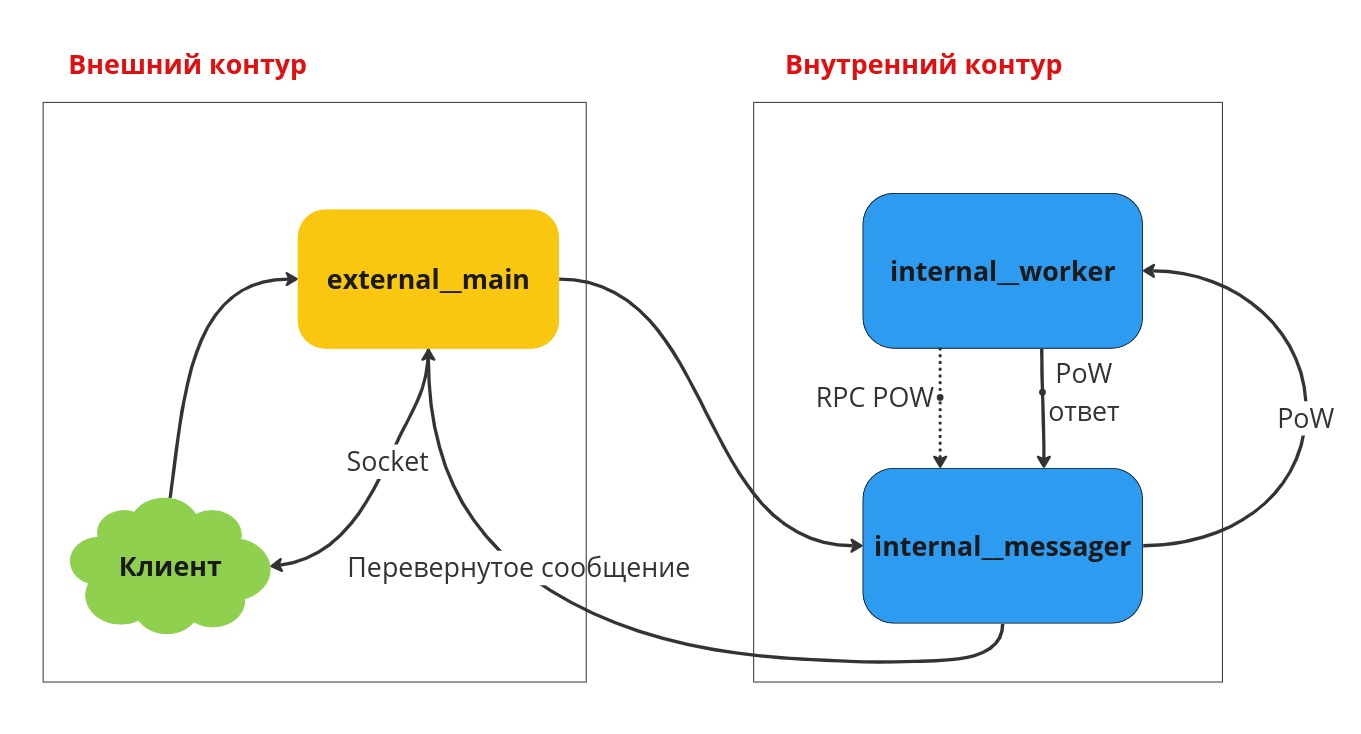 Внешний контур
Внутренний контур
external__main
internal__worker
RPC POW
PoW
ответ
PoW
Socket
Клиент
Перевернутое сообщение
internal__messager